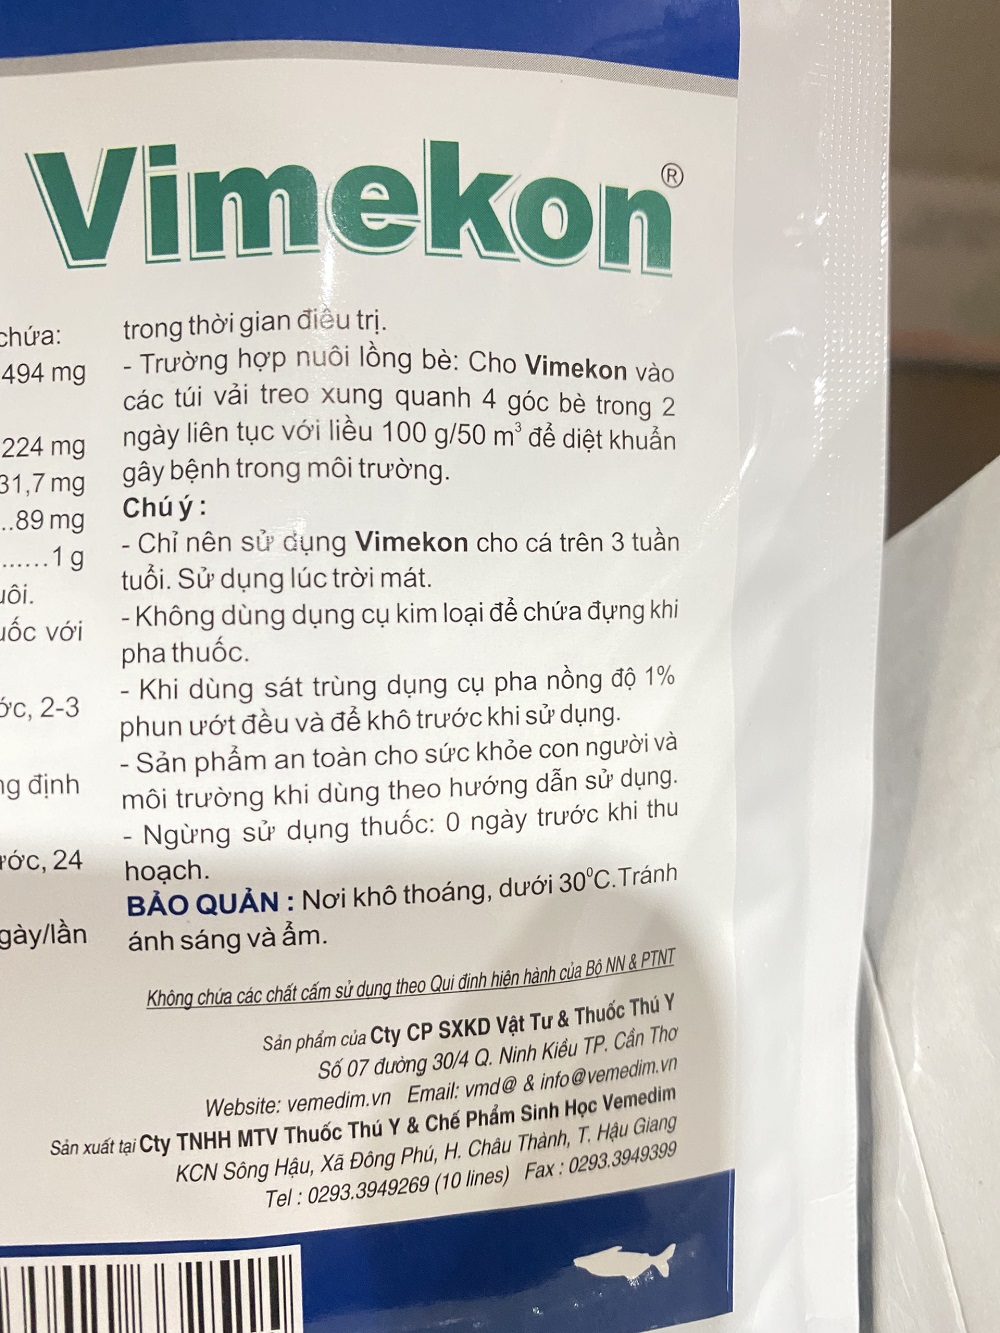 Vimekon®
chứa:
494 mg
224 mg
31,7 mg
..89 mg
......1 g
uôi.
uốc với
ớc, 2-3
ng định
ước, 24
gày/lần
trong thời gian điều trị.
- Trường hợp nuôi lồng bè: Cho Vimekon vào
các túi vải treo xung quanh 4 góc bè trong 2
ngày liên tục với liều 100 g/50 m³ để diệt khuẩn
gây bệnh trong môi trường.
Chú ý :
- Chỉ nên sử dụng Vimekon cho cá trên 3 tuần
tuổi. Sử dụng lúc trời mát.
- Không dùng dụng cụ kim loại để chứa đựng khi
pha thuốc.
- Khi dùng sát trùng dụng cụ pha nồng độ 1%
phun ướt đều và để khô trước khi sử dụng.
- Sản phẩm an toàn cho sức khỏe con người và
môi trường khi dùng theo hướng dẫn sử dụng.
- Ngừng sử dụng thuốc: 0 ngày trước khi thu
hoạch.
BẢO QUẢN : Nơi khô thoáng, dưới 30⁰C.Tránh
ánh sáng và ẩm.
Không chứa các chất cấm sử dụng theo Qui định hiện hành của Bộ NN & PTNT
Sản phẩm của Cty CP SXKD Vật Tư & Thuốc Thú Y
Số 07 đường 30/4 Q. Ninh Kiều TP. Cần Thơ
Website: vemedim.vn Email: vmd@ & info@vemedim.vn
Sản xuất tại Cty TNHH MTV Thuốc Thú Y & Chế Phẩm Sinh Học Vemedim
KCN Sông Hậu, Xã Đông Phú, H. Châu Thành, T. Hậu Giang
Tel : 0293.3949269 (10 lines) Fax : 0293.3949399